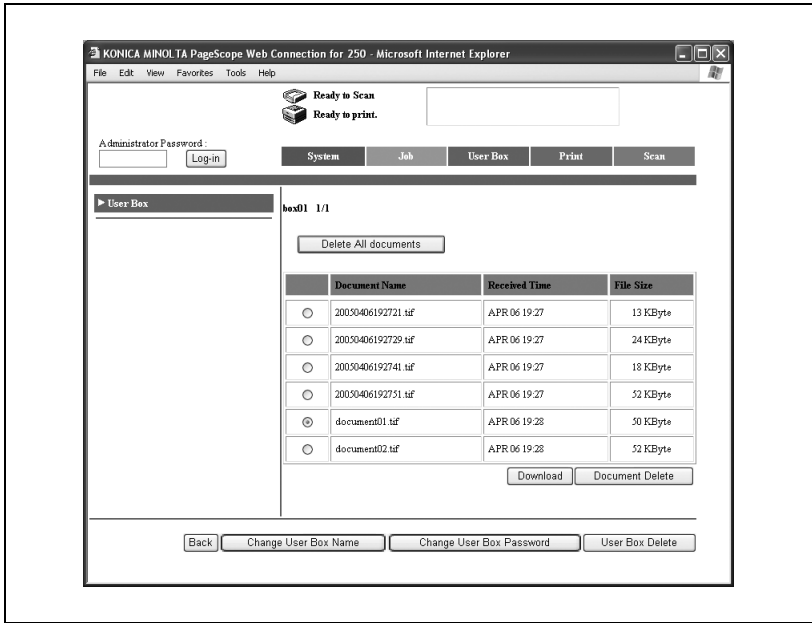 KONICA MINOLTA PageScope Web Connection for 250 - Microsoft Internet Explorer
File Edit View Favorites Tools Help
Ready to Scan
Ready to print.
Administrator Password :
Log-in
System Job User Box Print Scan
User Box
box01 1/1
Delete All documents
Document Name Received Time File Size
20050406192721.tif APR 06 19:27 13 KByte
20050406192729.tif APR 06 19:27 24 KByte
20050406192741.tif APR 06 19:27 18 KByte
20050406192751.tif APR 06 19:27 52 KByte
document01.tif APR 06 19:28 50 KByte
document02.tif APR 06 19:28 52 KByte
Download Document Delete
Back Change User Box Name Change User Box Password User Box Delete